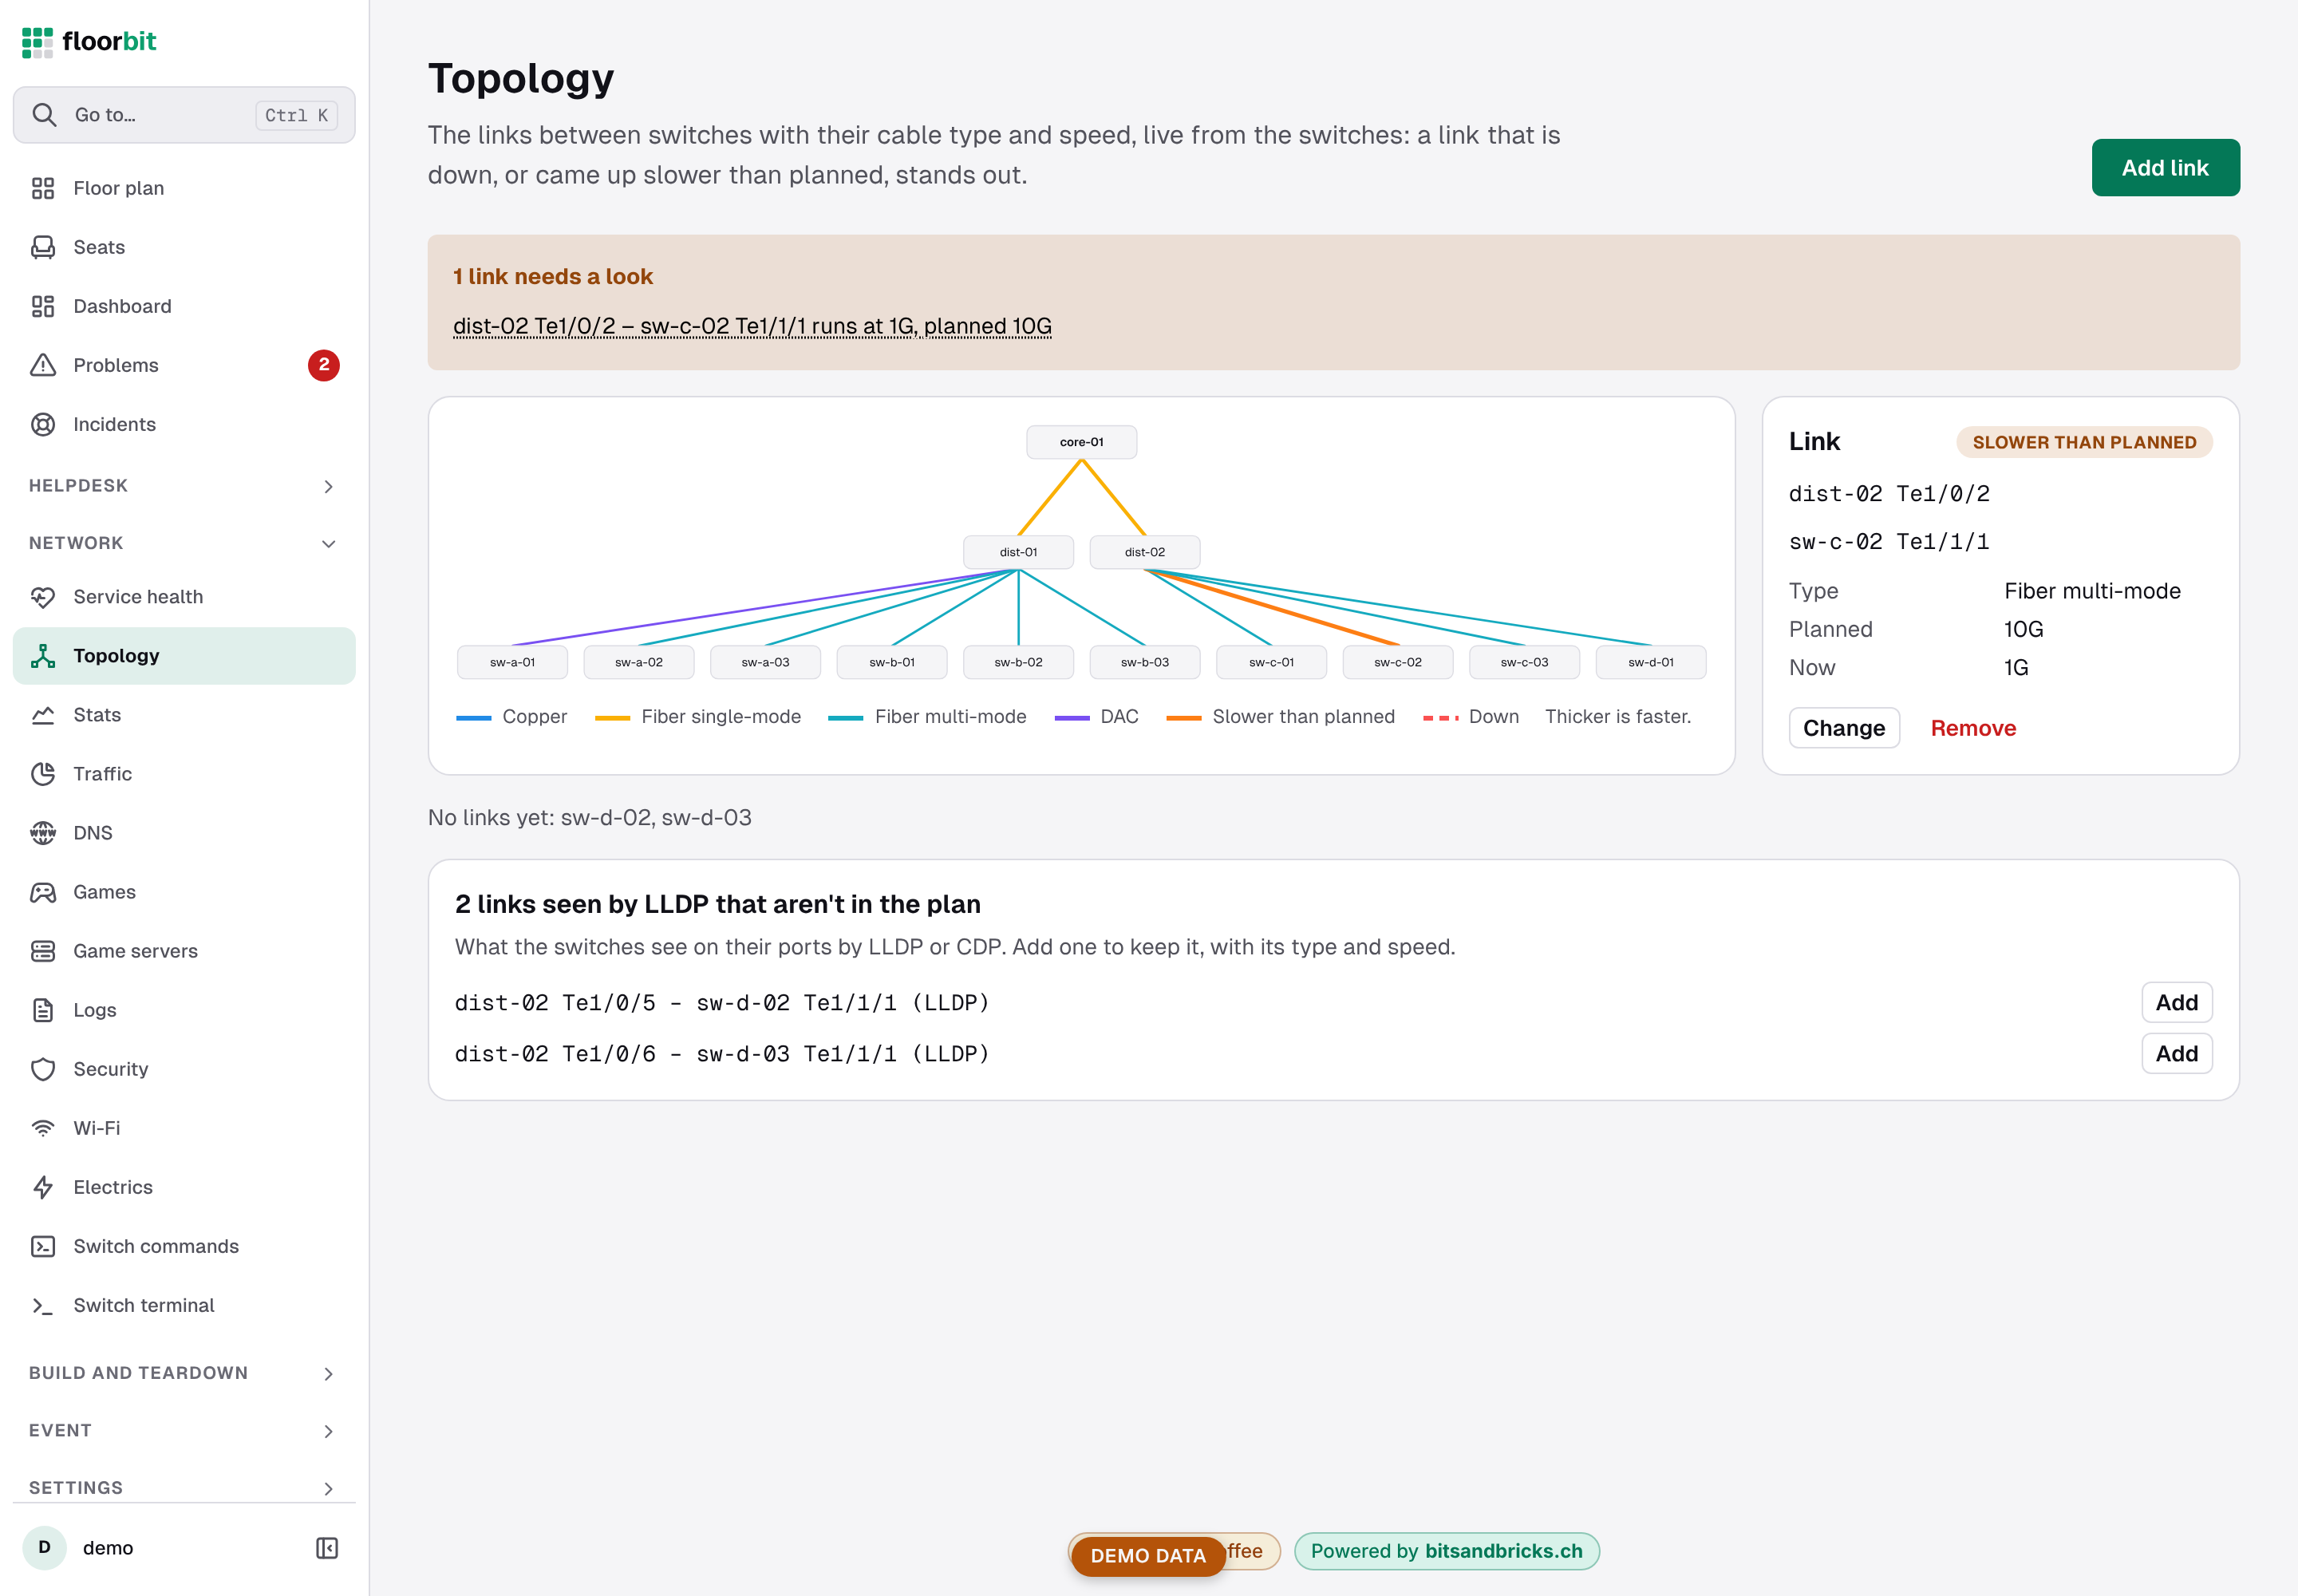 floorbit
Go to...
Ctrl K
Floor plan
Seats
Dashboard
Problems
2
Incidents
HELPDESK
NETWORK
Service health
Topology
Stats
Traffic
DNS
Games
Game servers
Logs
Security
Wi-Fi
Electrics
Switch commands
Switch terminal
BUILD AND TEARDOWN
EVENT
SETTINGS
D
demo
Topology
The links between switches with their cable type and speed, live from the switches: a link that is
down, or came up slower than planned, stands out.
Add link
1 link needs a look
dist-02 Te1/0/2 – sw-c-02 Te1/1/1 runs at 1G, planned 10G
core-01
dist-01
dist-02
sw-a-01
sw-a-02
sw-a-03
sw-b-01
sw-b-02
sw-b-03
sw-c-01
sw-c-02
sw-c-03
sw-d-01
Copper
Fiber single-mode
Fiber multi-mode
DAC
Slower than planned
Down
Thicker is faster.
Link
SLOWER THAN PLANNED
dist-02 Te1/0/2
sw-c-02 Te1/1/1
Type Fiber multi-mode
Planned 10G
Now 1G
Change
Remove
No links yet: sw-d-02, sw-d-03
2 links seen by LLDP that aren't in the plan
What the switches see on their ports by LLDP or CDP. Add one to keep it, with its type and speed.
dist-02 Te1/0/5 – sw-d-02 Te1/1/1 (LLDP)
Add
dist-02 Te1/0/6 – sw-d-03 Te1/1/1 (LLDP)
Add
DEMO DATA
Powered by bitsandbricks.ch